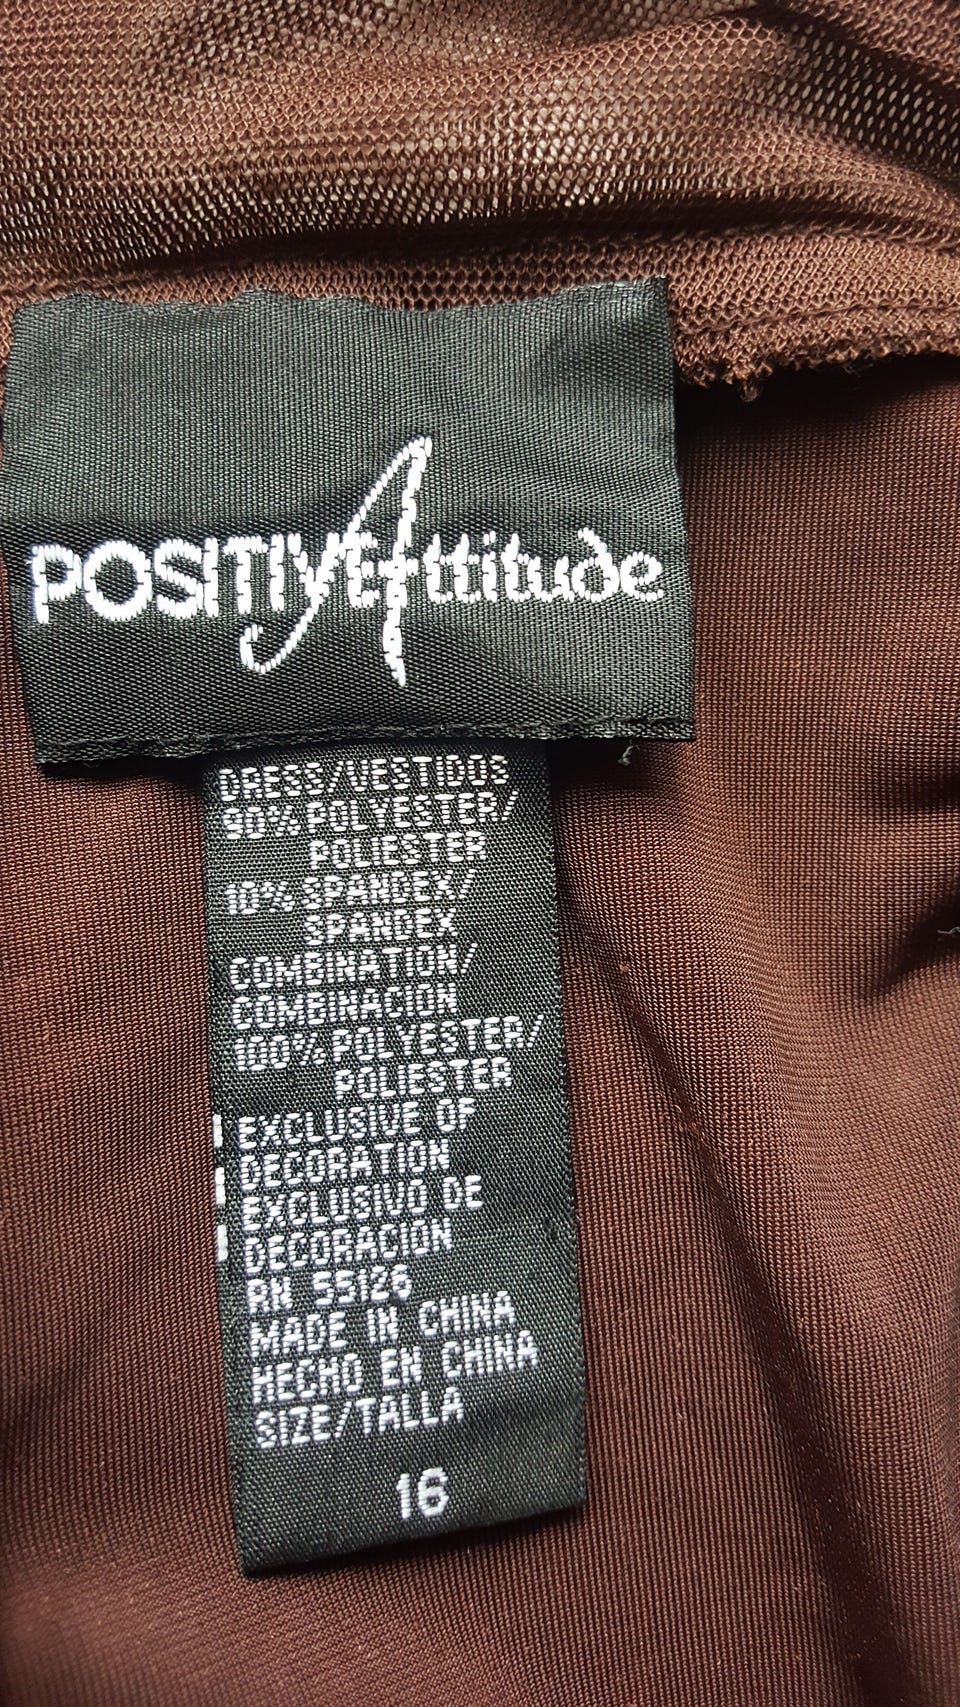 POSITIVE Attitude
DRESS/VESTIDOS
90% POLYESTER/
POLIESTER
10% SPANDEX/
SPANDEX
COMBINATION/
COMBINACION
100% POLYESTER/
POLIESTER
EXCLUSIVE OF
DECORATION
EXCLUSIVO DE
DECORACION
RN 55126
MADE IN CHINA
HECHO EN CHINA
SIZE/TALLA
16